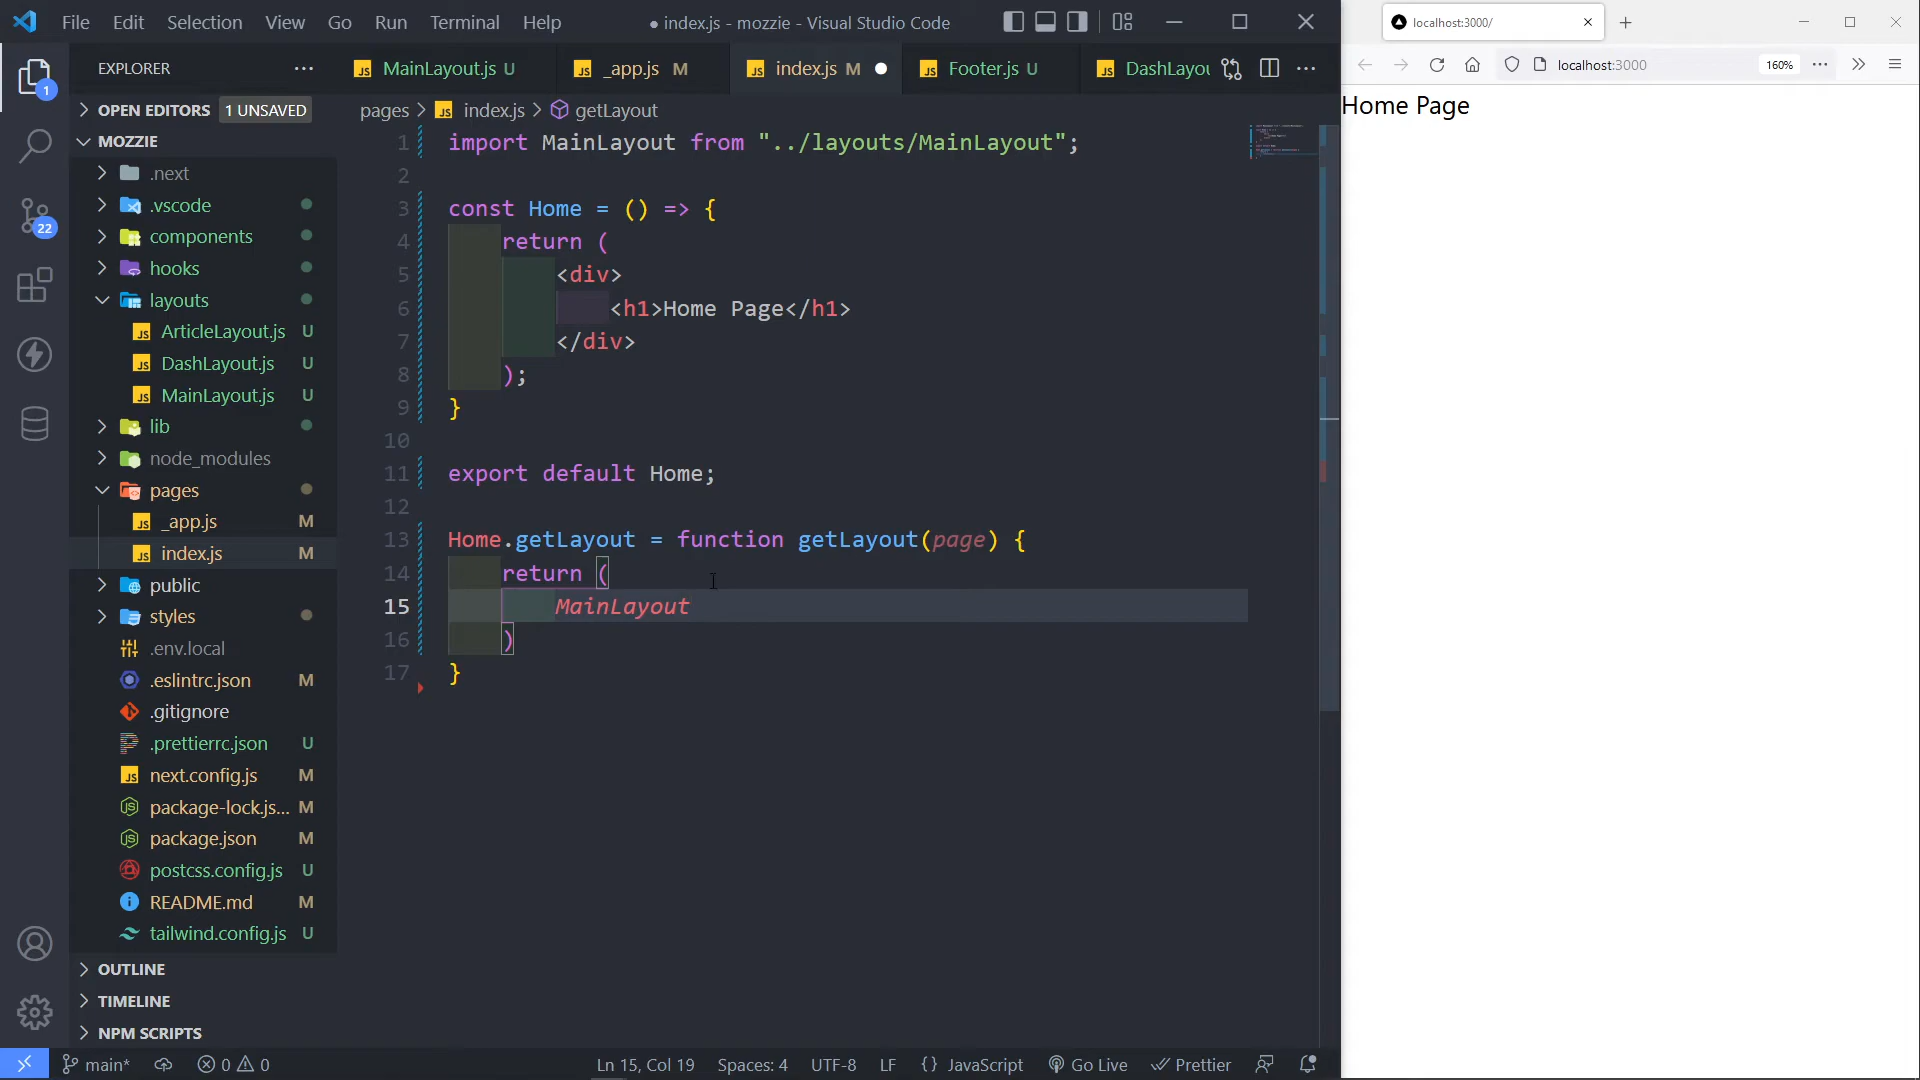 File Edit Selection View Go Run Terminal Help
● index.js - mozzie - Visual Studio Code
EXPLORER
OPEN EDITORS 1 UNSAVED
MOZZIE
.next
.vscode
components
hooks
layouts
ArticleLayout.js U
DashLayout.js U
MainLayout.js U
lib
node_modules
pages
_app.js M
index.js M
public
styles
.env.local
.eslintrc.json M
.gitignore
.prettierrc.json U
next.config.js M
package-lock.js... M
package.json M
postcss.config.js U
README.md M
tailwind.config.js U
OUTLINE
TIMELINE
NPM SCRIPTS
1
22
MainLayout.js U
_app.js M
index.js M
Footer.js U
DashLayou
pages > index.js > getLayout
1 import MainLayout from "../layouts/MainLayout";
2
3 const Home = () => {
4 return (
5 <div>
6 <h1>Home Page</h1>
7 </div>
8 );
9 }
10
11 export default Home;
12
13 Home.getLayout = function getLayout(page) {
14 return (
15 MainLayout
16 )
17 }
main* 0 0
Ln 15, Col 19 Spaces: 4 UTF-8 LF {} JavaScript Go Live Prettier
localhost:3000/
localhost:3000 160%
Home Page